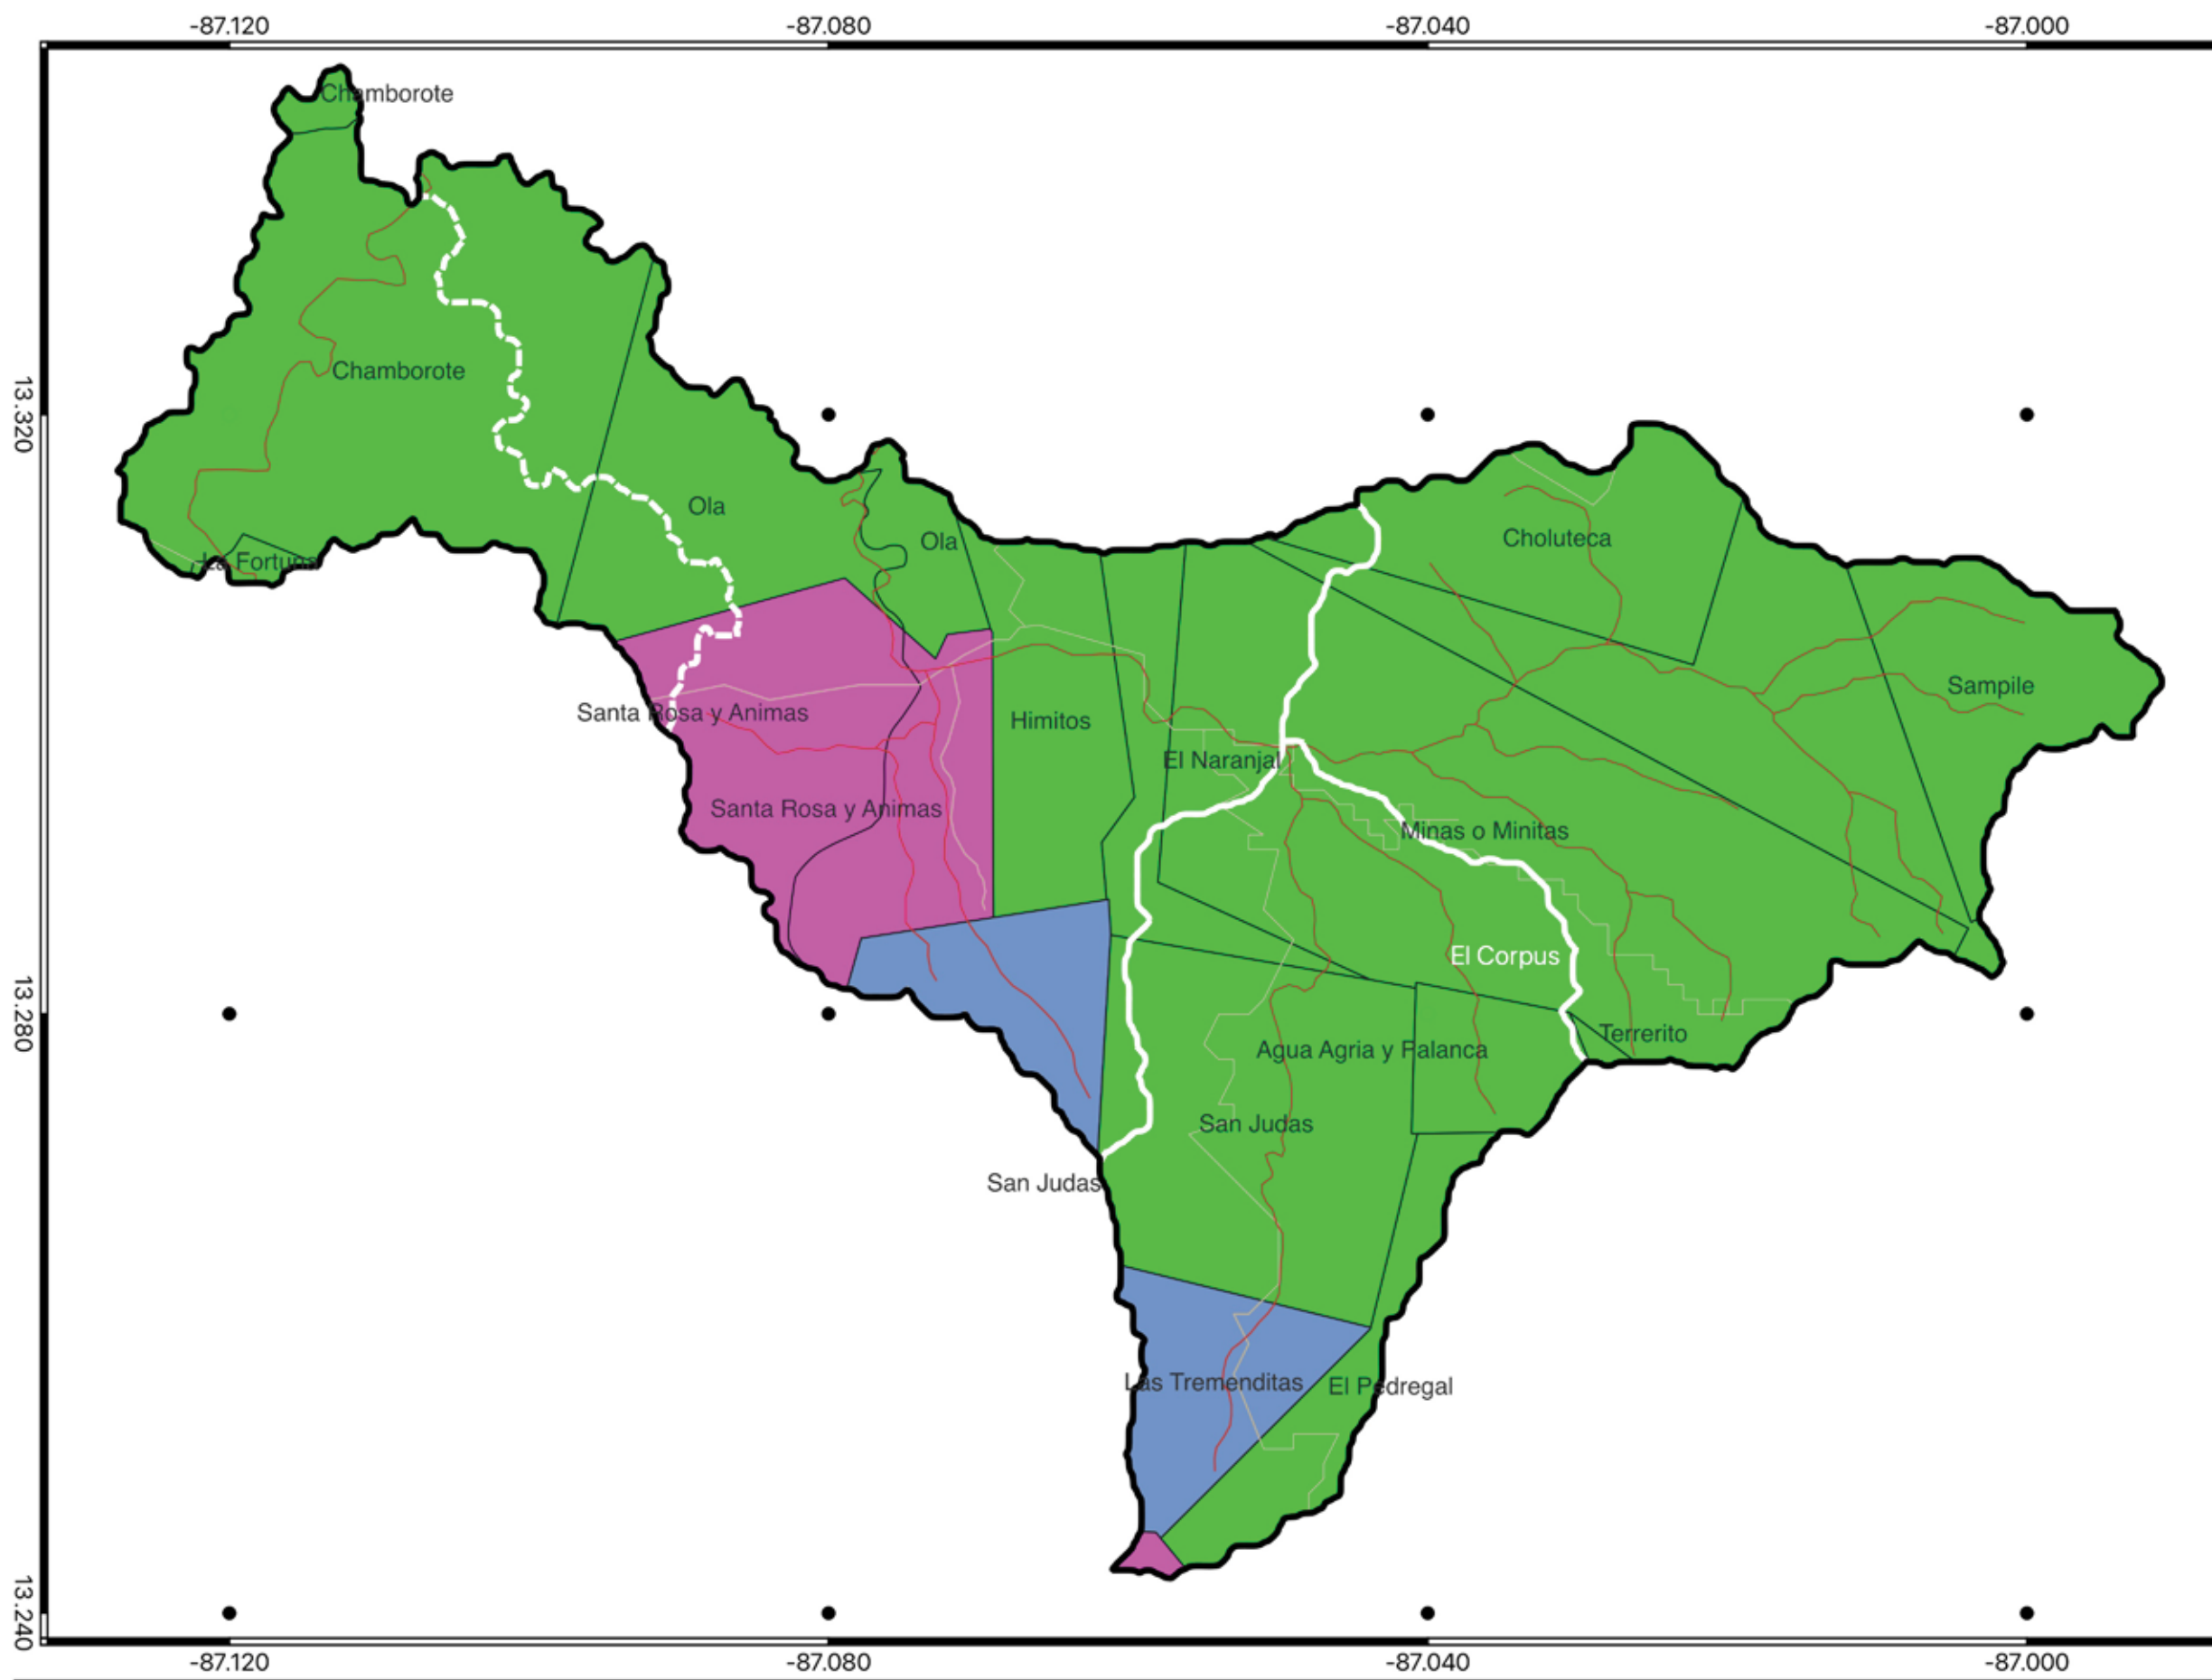 -87.120 -87.080 -87.040 -87.000
Chamborote
Chamborote
13.320
Ola
Ola
Choluteca
La Fortuna
Sampile
Santa Rosa y Animas
Himitos
El Naranjal
Santa Rosa y Animas
Minas o Minitas
El Corpus
13.280
Terrerito
Agua Agria y Palanca
San Judas
San Judas
Las Tremenditas
El Pedregal
13.240
-87.120 -87.080 -87.040 -87.000